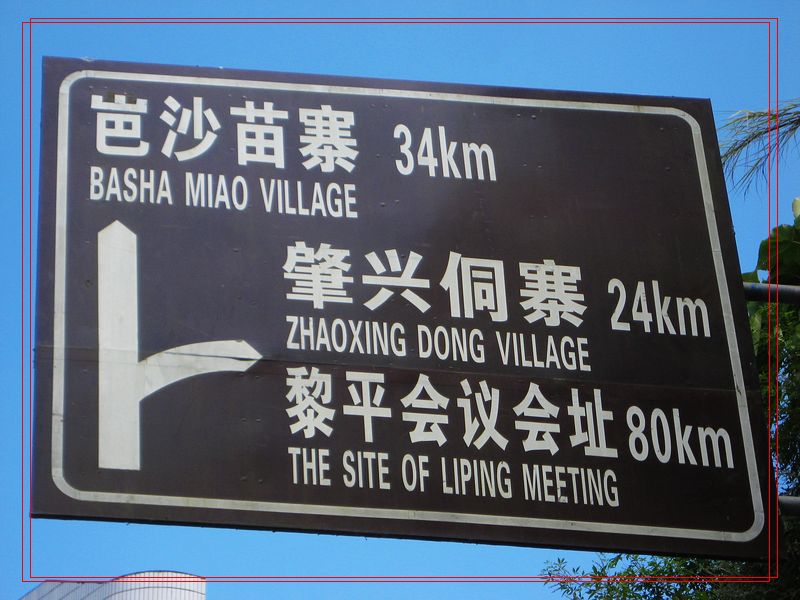 岜沙苗寨 34km
BASHA MIAO VILLAGE
肇兴侗寨 24km
ZHAOXING DONG VILLAGE
黎平会议会址 80km
THE SITE OF LIPING MEETING